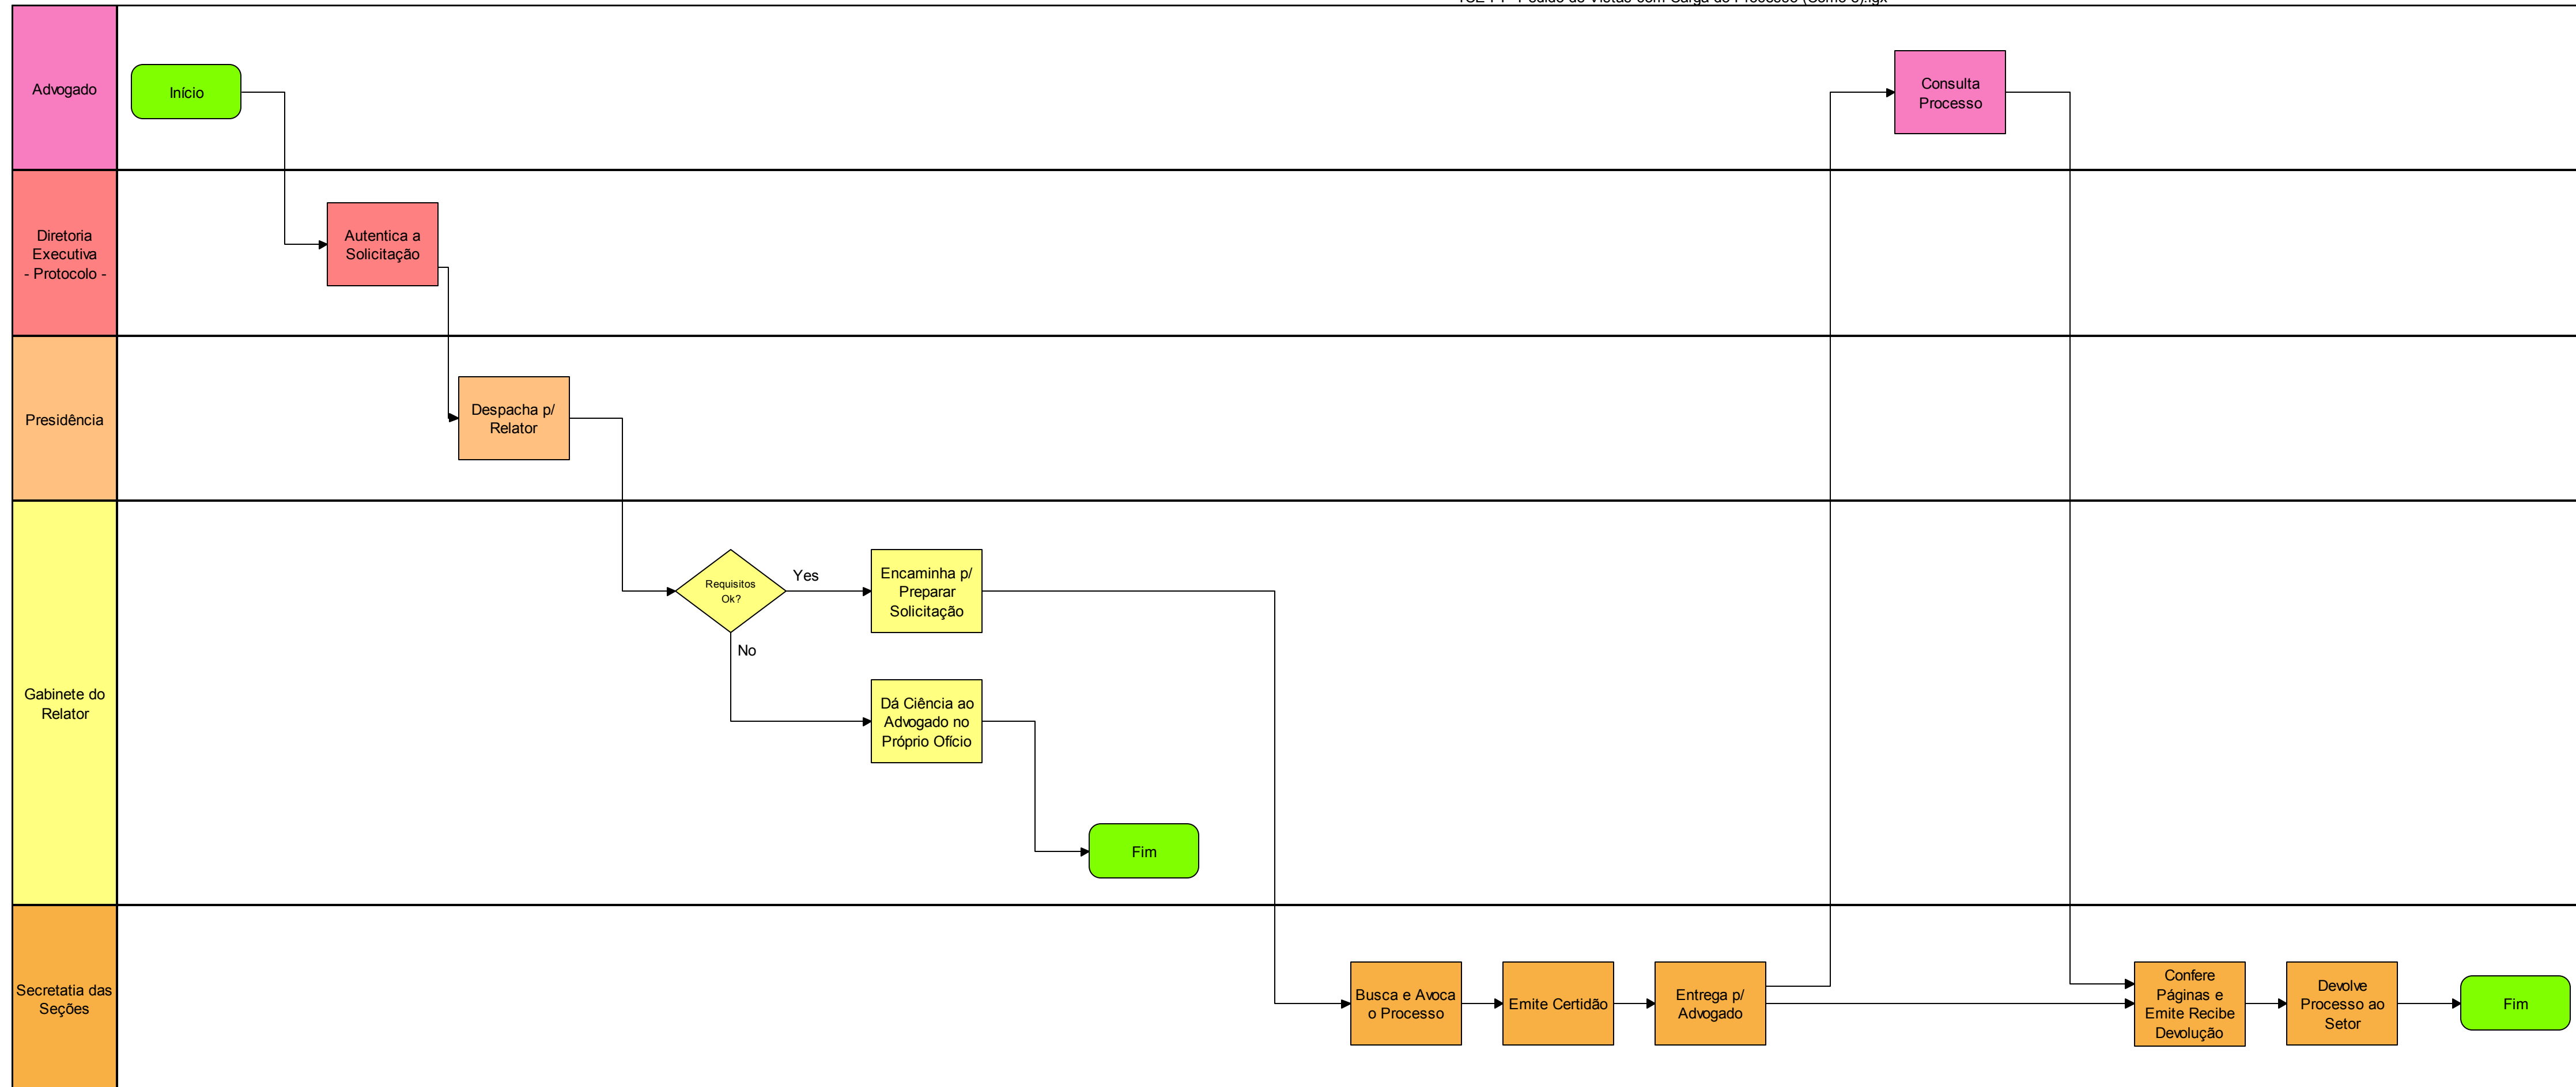 Advogado
Início
Consulta
Processo
Diretoria
Executiva
- Protocolo -
Autentica a
Solicitação
Presidência
Despacha p/
Relator
Gabinete do
Relator
Requisitos
Ok?
Yes
No
Encaminha p/
Preparar
Solicitação
Dá Ciência ao
Advogado no
Próprio Ofício
Fim
Secretatia das
Seções
Busca e Avoca
o Processo
Emite Certidão
Entrega p/
Advogado
Confere
Páginas e
Emite Recibe
Devolução
Devolve
Processo ao
Setor
Fim